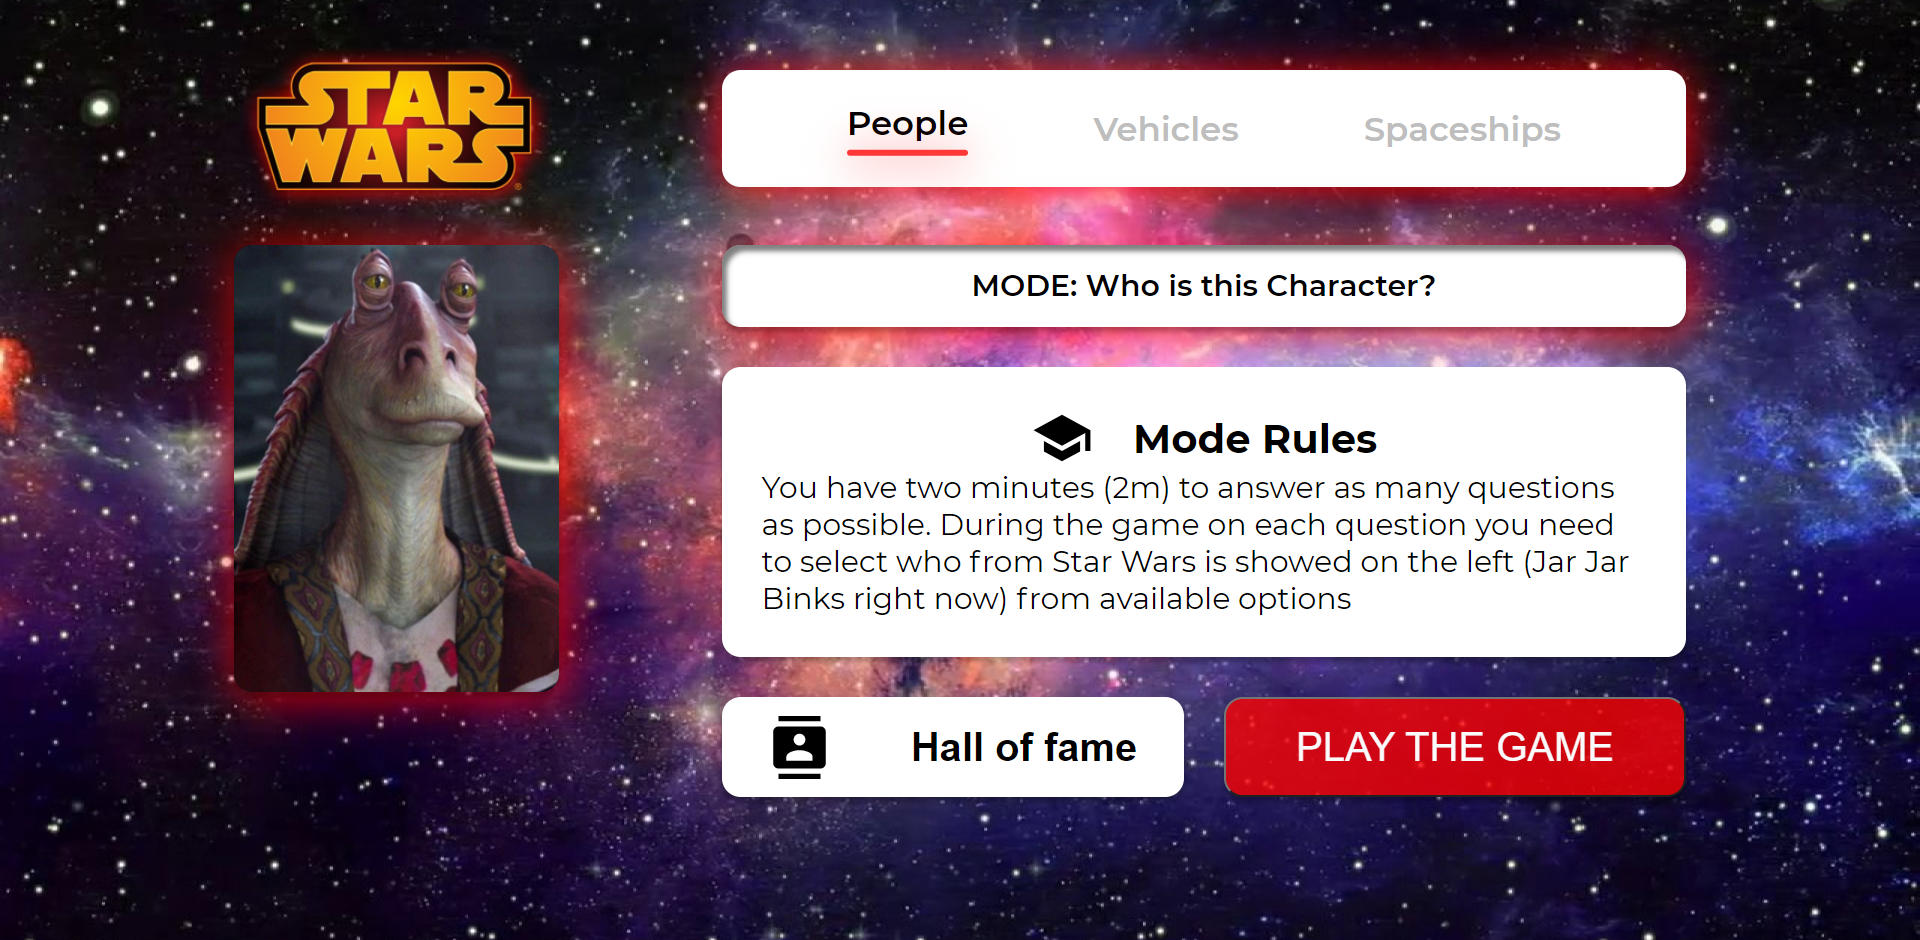 STAR
WARS
®
People
Vehicles
Spaceships
MODE: Who is this Character?
Mode Rules
You have two minutes (2m) to answer as many questions
as possible. During the game on each question you need
to select who from Star Wars is showed on the left (Jar Jar
Binks right now) from available options
Hall of fame
PLAY THE GAME